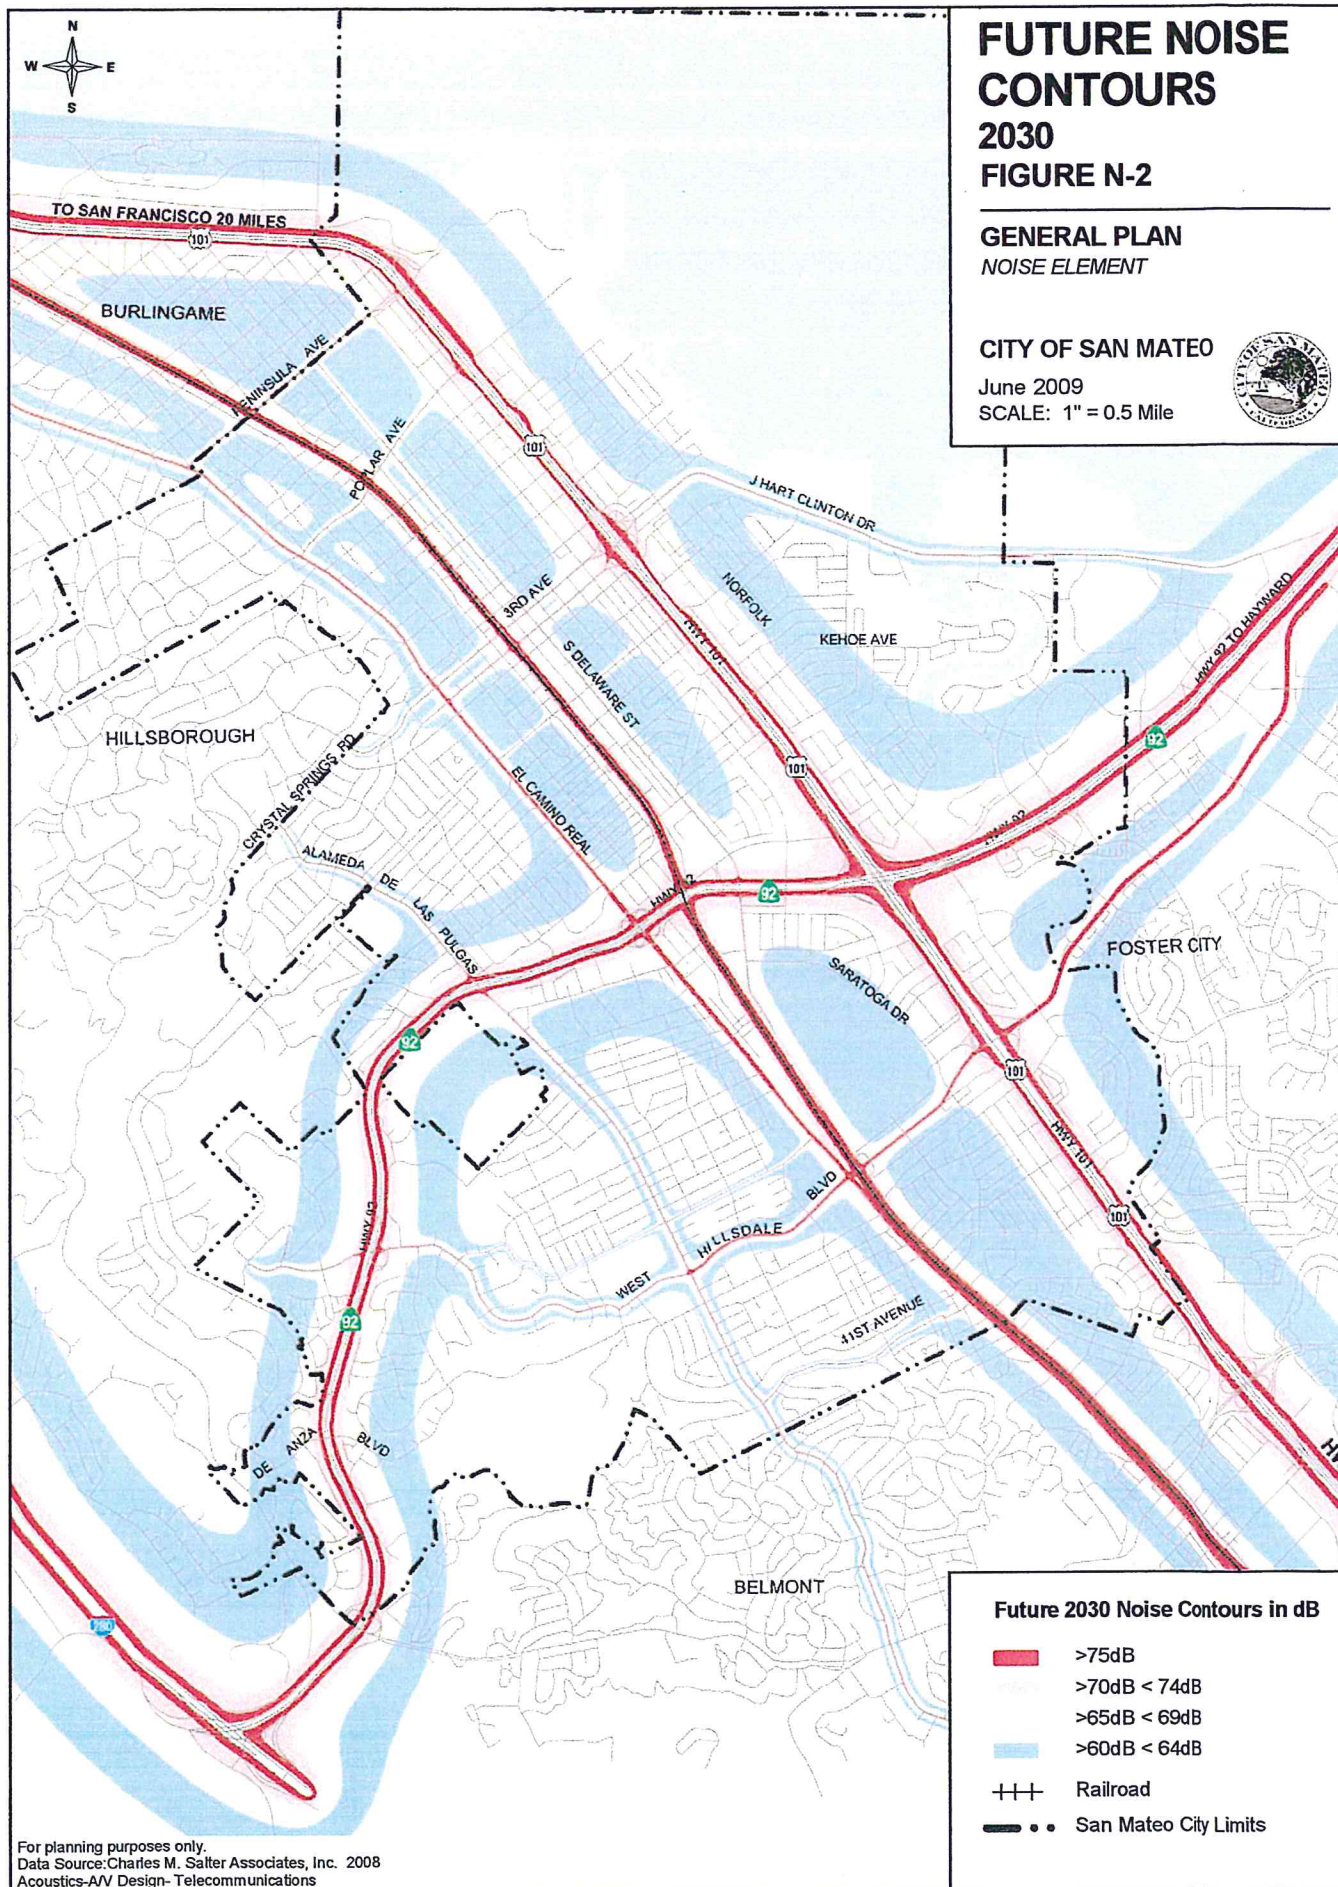 N
W E
S
FUTURE NOISE
CONTOURS
2030
FIGURE N-2
GENERAL PLAN
NOISE ELEMENT
CITY OF SAN MATEO
June 2009
SCALE: 1" = 0.5 Mile
CITY OF SAN MATEO
CALIFORNIA
TO SAN FRANCISCO 20 MILES
101
BURLINGAME
PENINSULA AVE
POPLAR AVE
101
J HART CLINTON DR
NORFOLK
3RD AVE
KEHOE AVE
HWY 101
S DELAWARE ST
HWY 92 TO HAYWARD
HILLSBOROUGH
92
CRYSTAL SPRINGS RD
EL CAMINO REAL
101
HWY 92
ALAMEDA DE LAS PULGAS
92
FOSTER CITY
SARATOGA DR
92
101
HWY 101
BLVD
HILLSDALE
WEST
HWY 92
101
92
41ST AVENUE
DE ANZA BLVD
280
BELMONT
Future 2030 Noise Contours in dB
>75dB
>70dB < 74dB
>65dB < 69dB
>60dB < 64dB
Railroad
San Mateo City Limits
For planning purposes only.
Data Source:Charles M. Salter Associates, Inc. 2008
Acoustics-A/V Design- Telecommunications